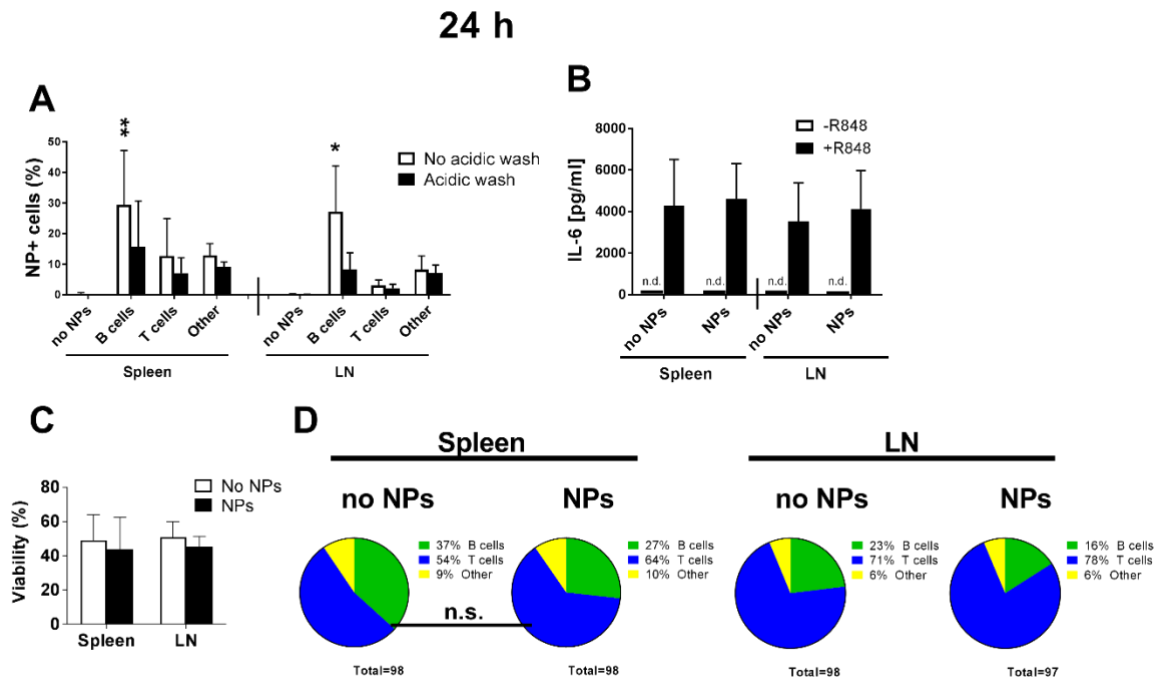 24 h
A
**
*
No acidic wash
Acidic wash
NP+ cells (%)
50
40
30
20
10
0
no NPs
B cells
T cells
Other
no NPs
B cells
T cells
Other
Spleen
LN
B
-R848
+R848
IL-6 [pg/ml]
8000
6000
4000
2000
0
n.d.
n.d.
n.d.
n.d.
no NPs
NPs
no NPs
NPs
Spleen
LN
C
No NPs
NPs
Viability (%)
80
60
40
20
0
Spleen
LN
D
Spleen
LN
no NPs
NPs
no NPs
NPs
37% B cells
54% T cells
9% Other
27% B cells
64% T cells
10% Other
23% B cells
71% T cells
6% Other
16% B cells
78% T cells
6% Other
n.s.
Total=98
Total=98
Total=98
Total=97